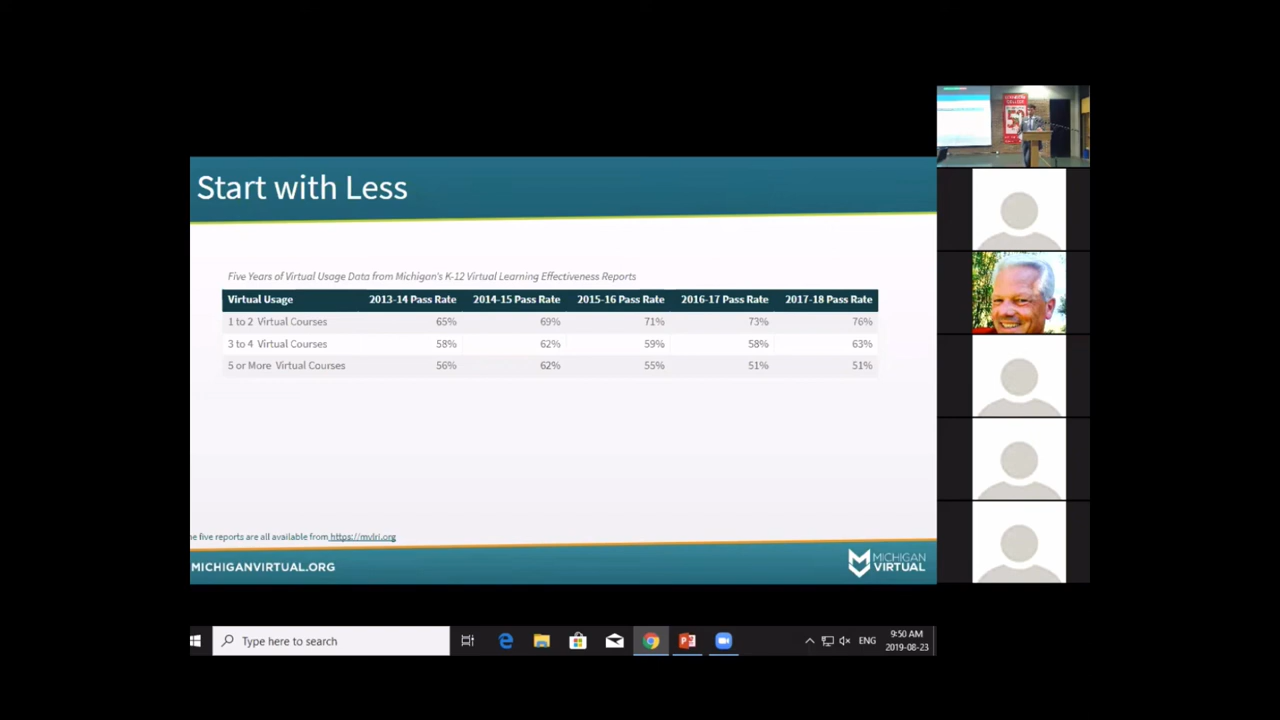 Start with Less
Five Years of Virtual Usage Data from Michigan's K-12 Virtual Learning Effectiveness Reports
Virtual Usage 2013-14 Pass Rate 2014-15 Pass Rate 2015-16 Pass Rate 2016-17 Pass Rate 2017-18 Pass Rate
1 to 2 Virtual Courses 65% 69% 71% 73% 76%
3 to 4 Virtual Courses 58% 62% 59% 58% 63%
5 or More Virtual Courses 56% 62% 55% 51% 51%
five reports are all available from https://mvlri.org
MICHIGANVIRTUAL.ORG
MICHIGAN
VIRTUAL
Type here to search
ENG
9:50 AM
2019-08-23